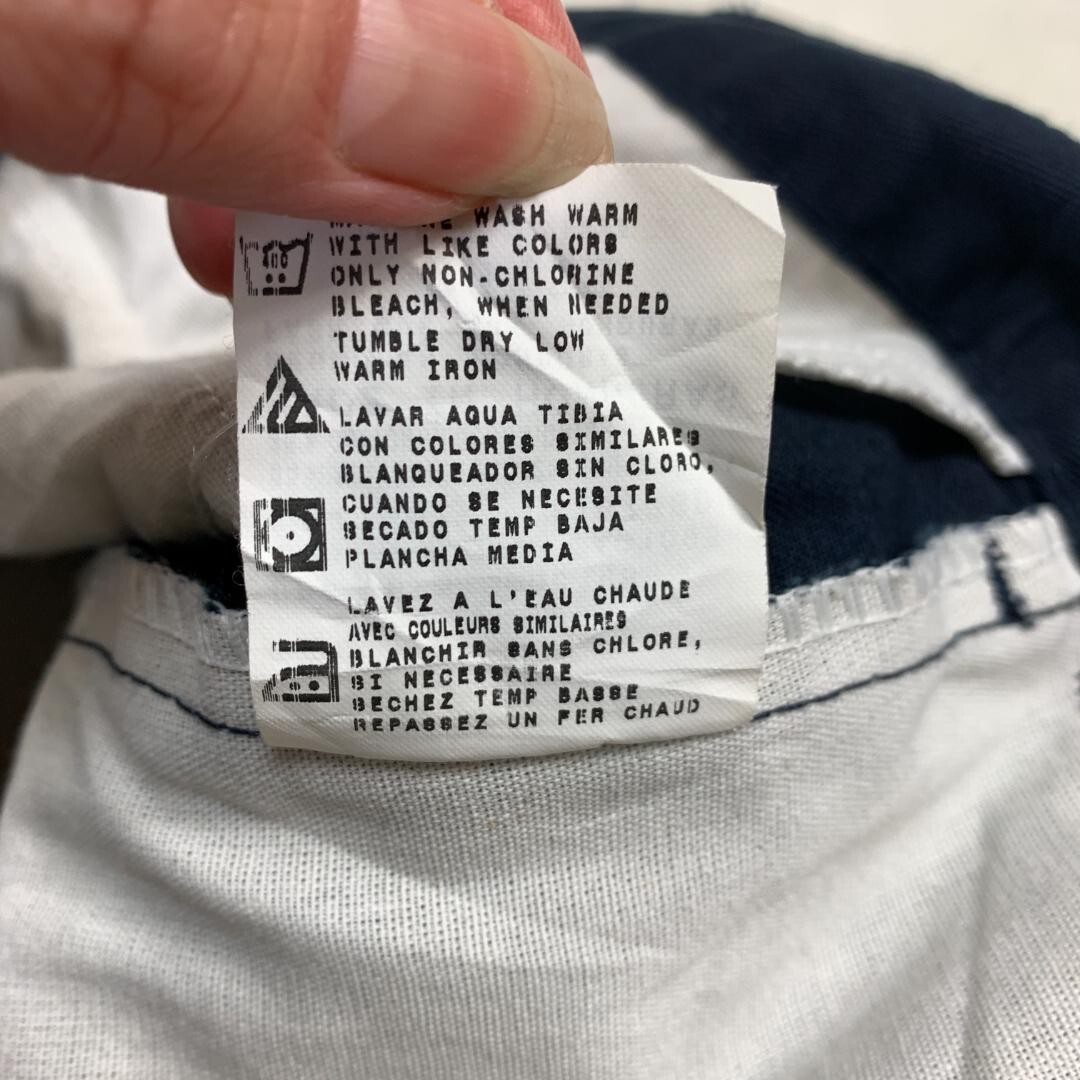 WASH WARM
WITH LIKE COLORS
ONLY NON-CHLORINE
BLEACH, WHEN NEEDED
TUMBLE DRY LOW
WARM IRON
LAVAR AQUA TIBIA
CON COLORES SIMILARES
BLANQUEADOR SIN CLORO,
CUANDO SE NECESITE
SECADO TEMP BAJA
PLANCHA MEDIA
LAVEZ A L'EAU CHAUDE
AVEC COULEURS SIMILAIRES
BLANCHIR SANS CHLORE,
SI NECESSAIRE
SECHEZ TEMP BASSE
REPASSEZ UN FER CHAUD